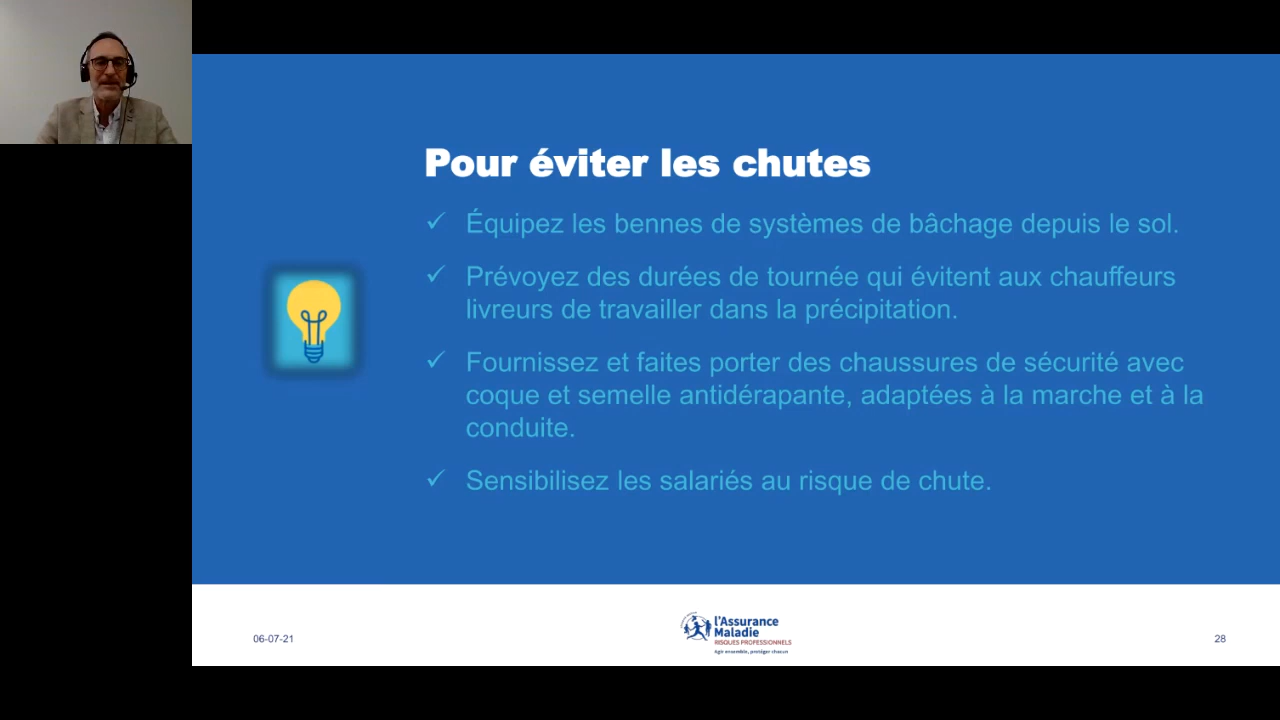 Pour éviter les chutes
✓ Équipez les bennes de systèmes de bâchage depuis le sol.
✓ Prévoyez des durées de tournée qui évitent aux chauffeurs
livreurs de travailler dans la précipitation.
✓ Fournissez et faites porter des chaussures de sécurité avec
coque et semelle antidérapante, adaptées à la marche et à la
conduite.
✓ Sensibilisez les salariés au risque de chute.
06-07-21
l'Assurance
Maladie
RISQUES PROFESSIONNELS
Agir ensemble, protéger chacun
28